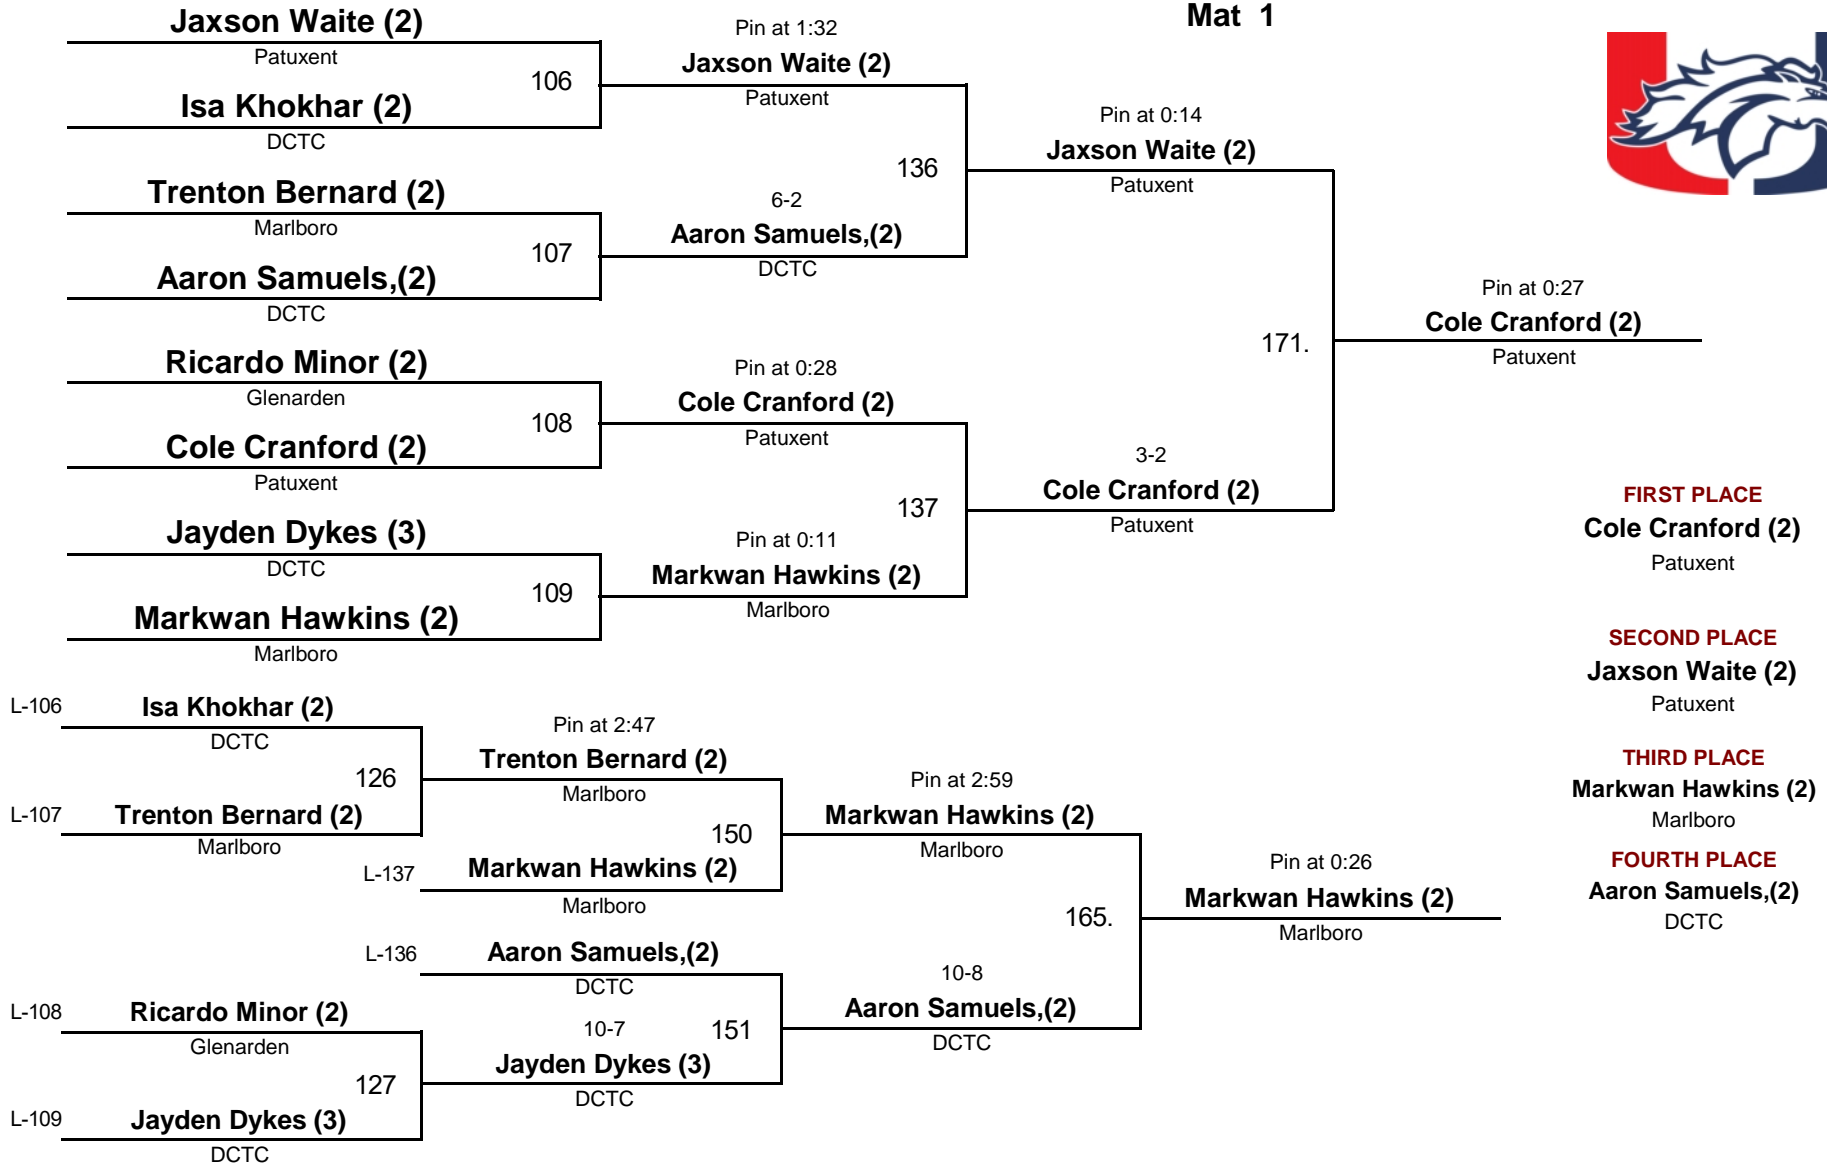 Mat 1
Jaxson Waite (2)
Patuxent
106
Isa Khokhar (2)
DCTC
Trenton Bernard (2)
Marlboro
107
Aaron Samuels,(2)
DCTC
Ricardo Minor (2)
Glenarden
108
Cole Cranford (2)
Patuxent
Jayden Dykes (3)
DCTC
109
Markwan Hawkins (2)
Marlboro
Pin at 1:32
Jaxson Waite (2)
Patuxent
136
6-2
Aaron Samuels,(2)
DCTC
Pin at 0:28
Cole Cranford (2)
Patuxent
137
Pin at 0:11
Markwan Hawkins (2)
Marlboro
Pin at 0:14
Jaxson Waite (2)
Patuxent
171.
3-2
Cole Cranford (2)
Patuxent
Pin at 0:27
Cole Cranford (2)
Patuxent
FIRST PLACE
Cole Cranford (2)
Patuxent
SECOND PLACE
Jaxson Waite (2)
Patuxent
THIRD PLACE
Markwan Hawkins (2)
Marlboro
FOURTH PLACE
Aaron Samuels,(2)
DCTC
L-106
Isa Khokhar (2)
DCTC
126
L-107
Trenton Bernard (2)
Marlboro
Pin at 2:47
Trenton Bernard (2)
Marlboro
150
L-137
Markwan Hawkins (2)
Marlboro
L-136
Aaron Samuels,(2)
DCTC
151
L-108
Ricardo Minor (2)
Glenarden
127
L-109
Jayden Dykes (3)
DCTC
10-7
Jayden Dykes (3)
DCTC
Pin at 2:59
Markwan Hawkins (2)
Marlboro
165.
10-8
Aaron Samuels,(2)
DCTC
Pin at 0:26
Markwan Hawkins (2)
Marlboro